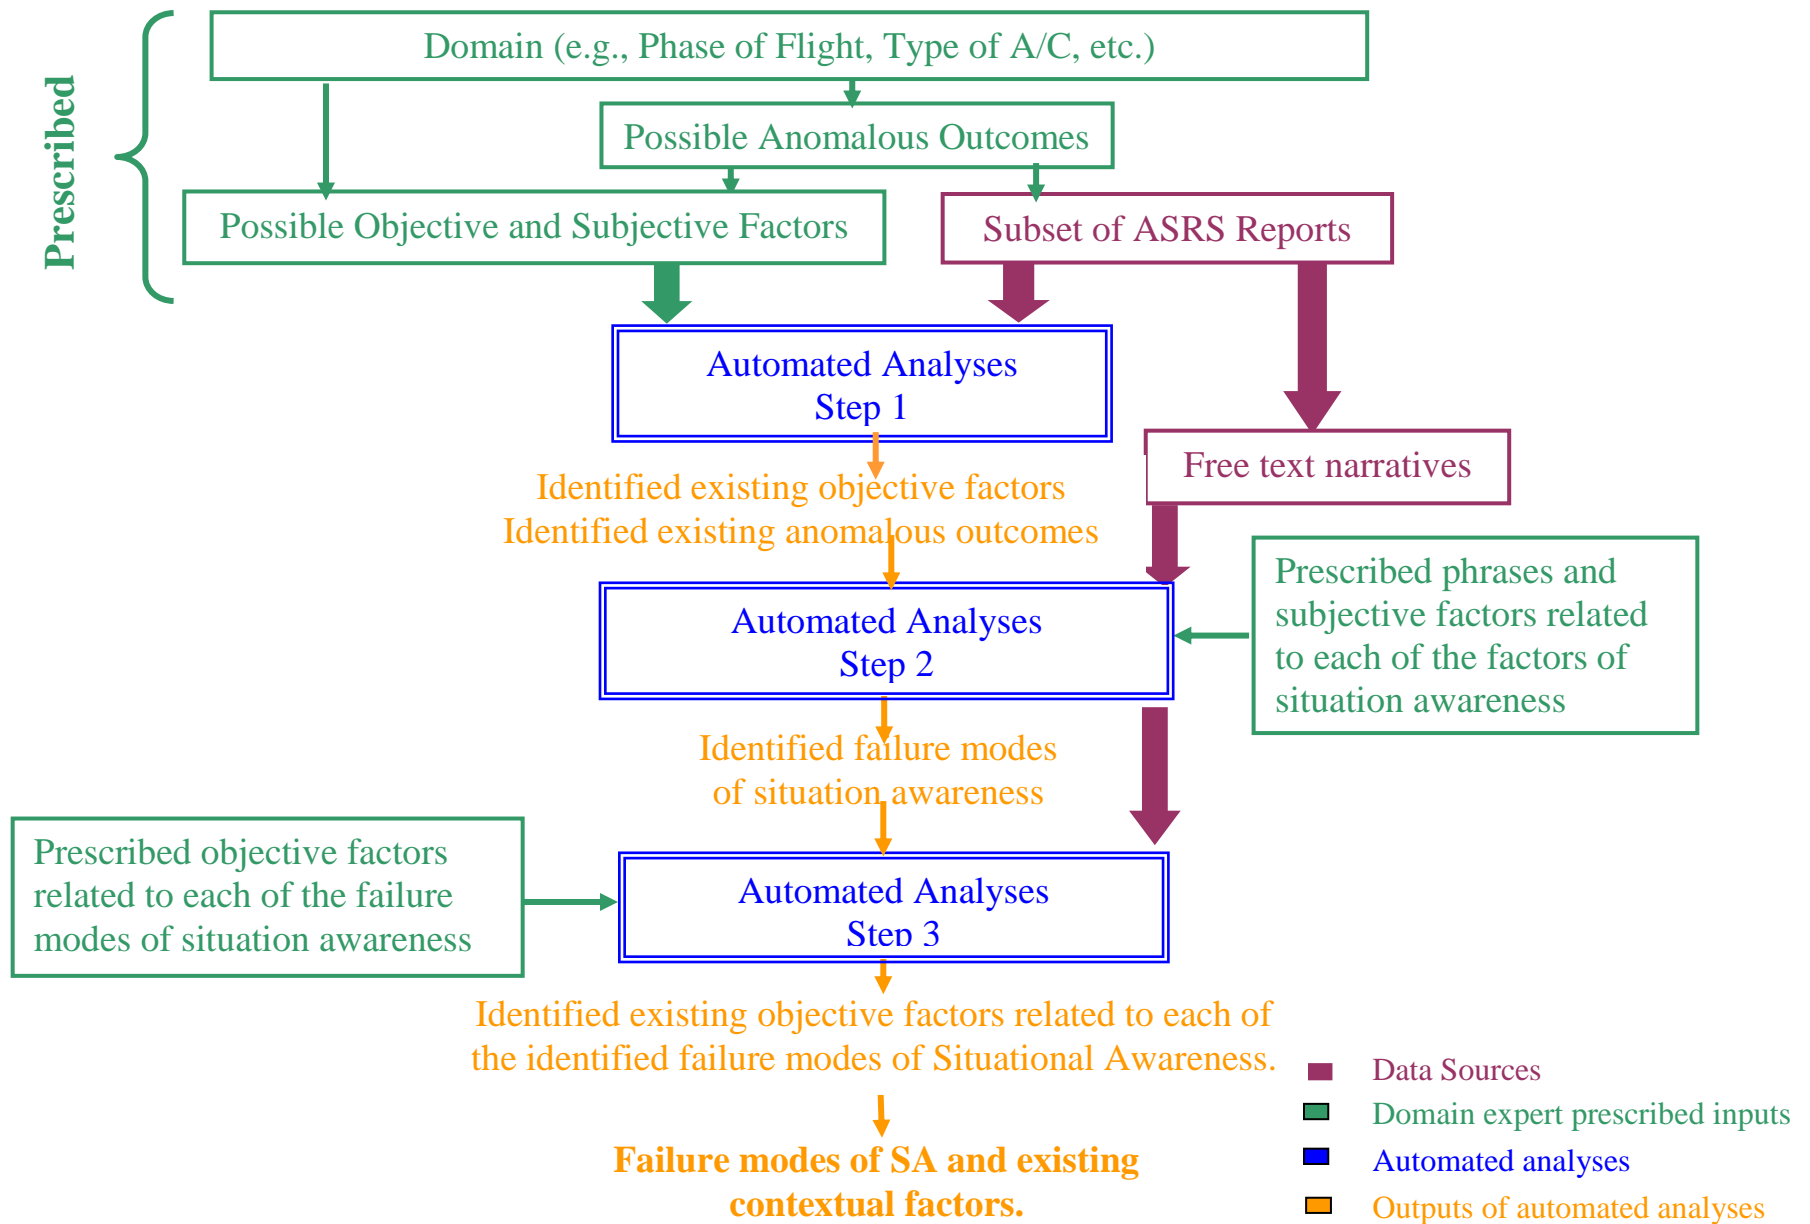 Domain (e.g., Phase of Flight, Type of A/C, etc.)
Prescribed
Possible Anomalous Outcomes
Possible Objective and Subjective Factors
Subset of ASRS Reports
Automated Analyses
Step 1
Free text narratives
Identified existing objective factors
Identified existing anomalous outcomes
Prescribed phrases and
subjective factors related
to each of the factors of
situation awareness
Automated Analyses
Step 2
Identified failure modes
of situation awareness
Prescribed objective factors
related to each of the failure
modes of situation awareness
Automated Analyses
Step 3
Identified existing objective factors related to each of
the identified failure modes of Situational Awareness.
Failure modes of SA and existing
contextual factors.
Data Sources
Domain expert prescribed inputs
Automated analyses
Outputs of automated analyses